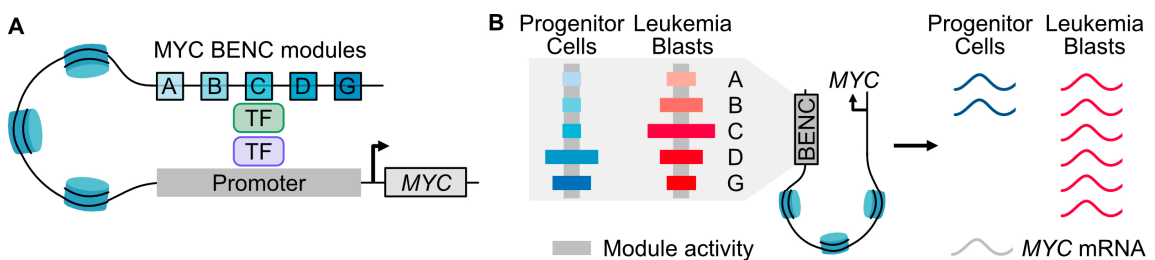 A
MYC BENC modules
A B C D G
TF
TF
Promoter
MYC
B
Progenitor Cells
Leukemia Blasts
A
B
C
D
G
Module activity
BENC
MYC
Progenitor Cells
Leukemia Blasts
MYC mRNA